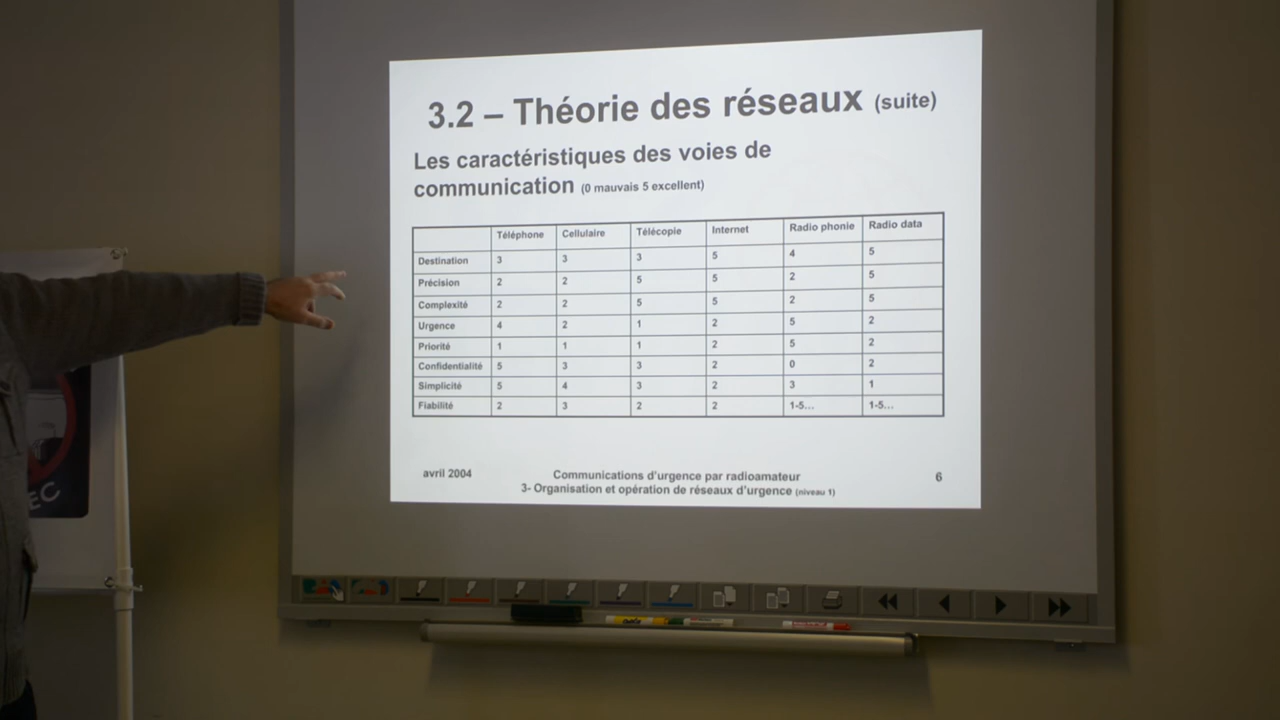 3.2 – Théorie des réseaux (suite)
Les caractéristiques des voies de
communication (0 mauvais 5 excellent)
Téléphone Cellulaire Télécopie Internet Radio phonie Radio data
Destination 3 3 3 5 4 5
Précision 2 2 5 5 2 5
Complexité 2 2 5 5 2 5
Urgence 4 2 1 2 5 2
Priorité 1 1 1 2 5 2
Confidentialité 5 3 3 2 0 2
Simplicité 5 4 3 2 3 1
Fiabilité 2 3 2 2 1-5... 1-5...
avril 2004 Communications d'urgence par radioamateur 6
3- Organisation et opération de réseaux d'urgence (niveau 1)
EC